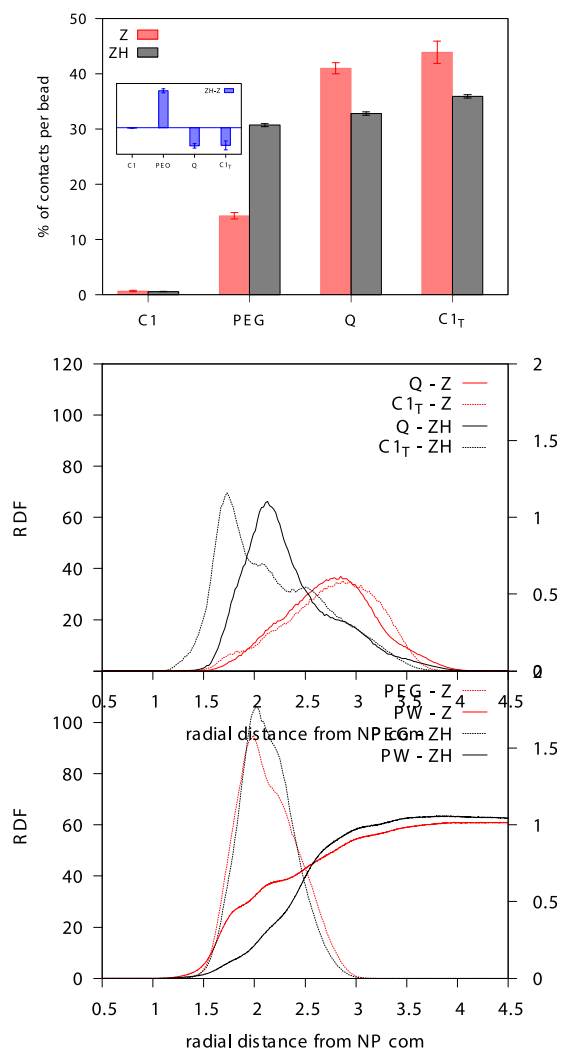 50
40
30
20
10
0
% of contacts per bead
Z
ZH
ZH-Z
C1 PEO Q C1T
C1 PEG Q C1T
120
100
80
60
40
20
RDF
2
1.5
1
0.5
0
Q - Z
C1T - Z
Q - ZH
C1T - ZH
0.5 1 1.5 2 2.5 3 3.5 4 4.5
radial distance from NP com
PEG - Z
PW - Z
PEG - ZH
PW - ZH
100
80
60
40
20
0
RDF
2
1.5
1
0.5
0
0.5 1 1.5 2 2.5 3 3.5 4 4.5
radial distance from NP com